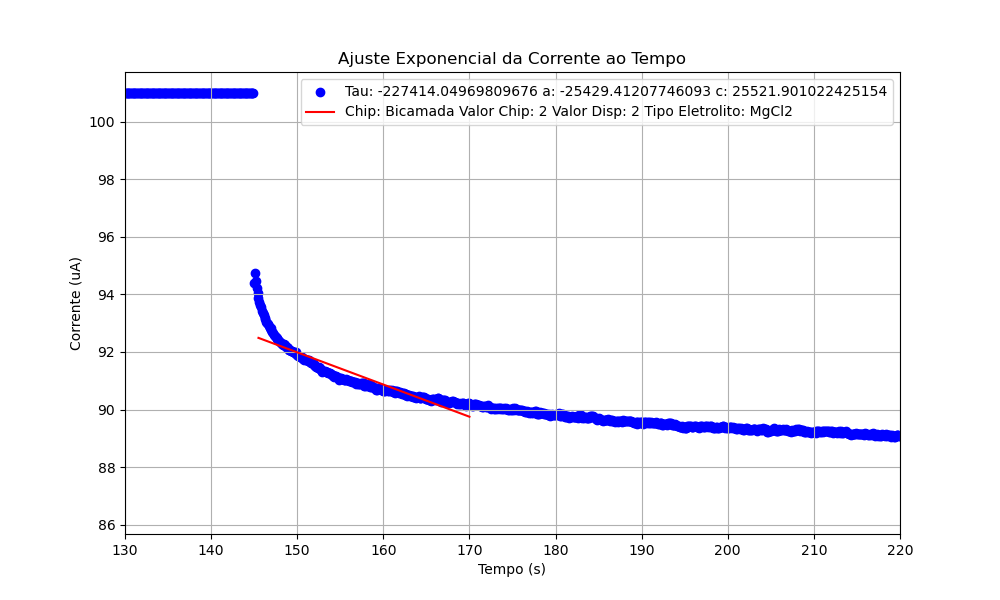 Ajuste Exponencial da Corrente ao Tempo
Tau: -227414.04969809676 a: -25429.41207746093 c: 25521.901022425154
Chip: Bicamada Valor Chip: 2 Valor Disp: 2 Tipo Eletrolito: MgCl2
Corrente (uA)
100
98
96
94
92
90
88
86
130 140 150 160 170 180 190 200 210 220
Tempo (s)